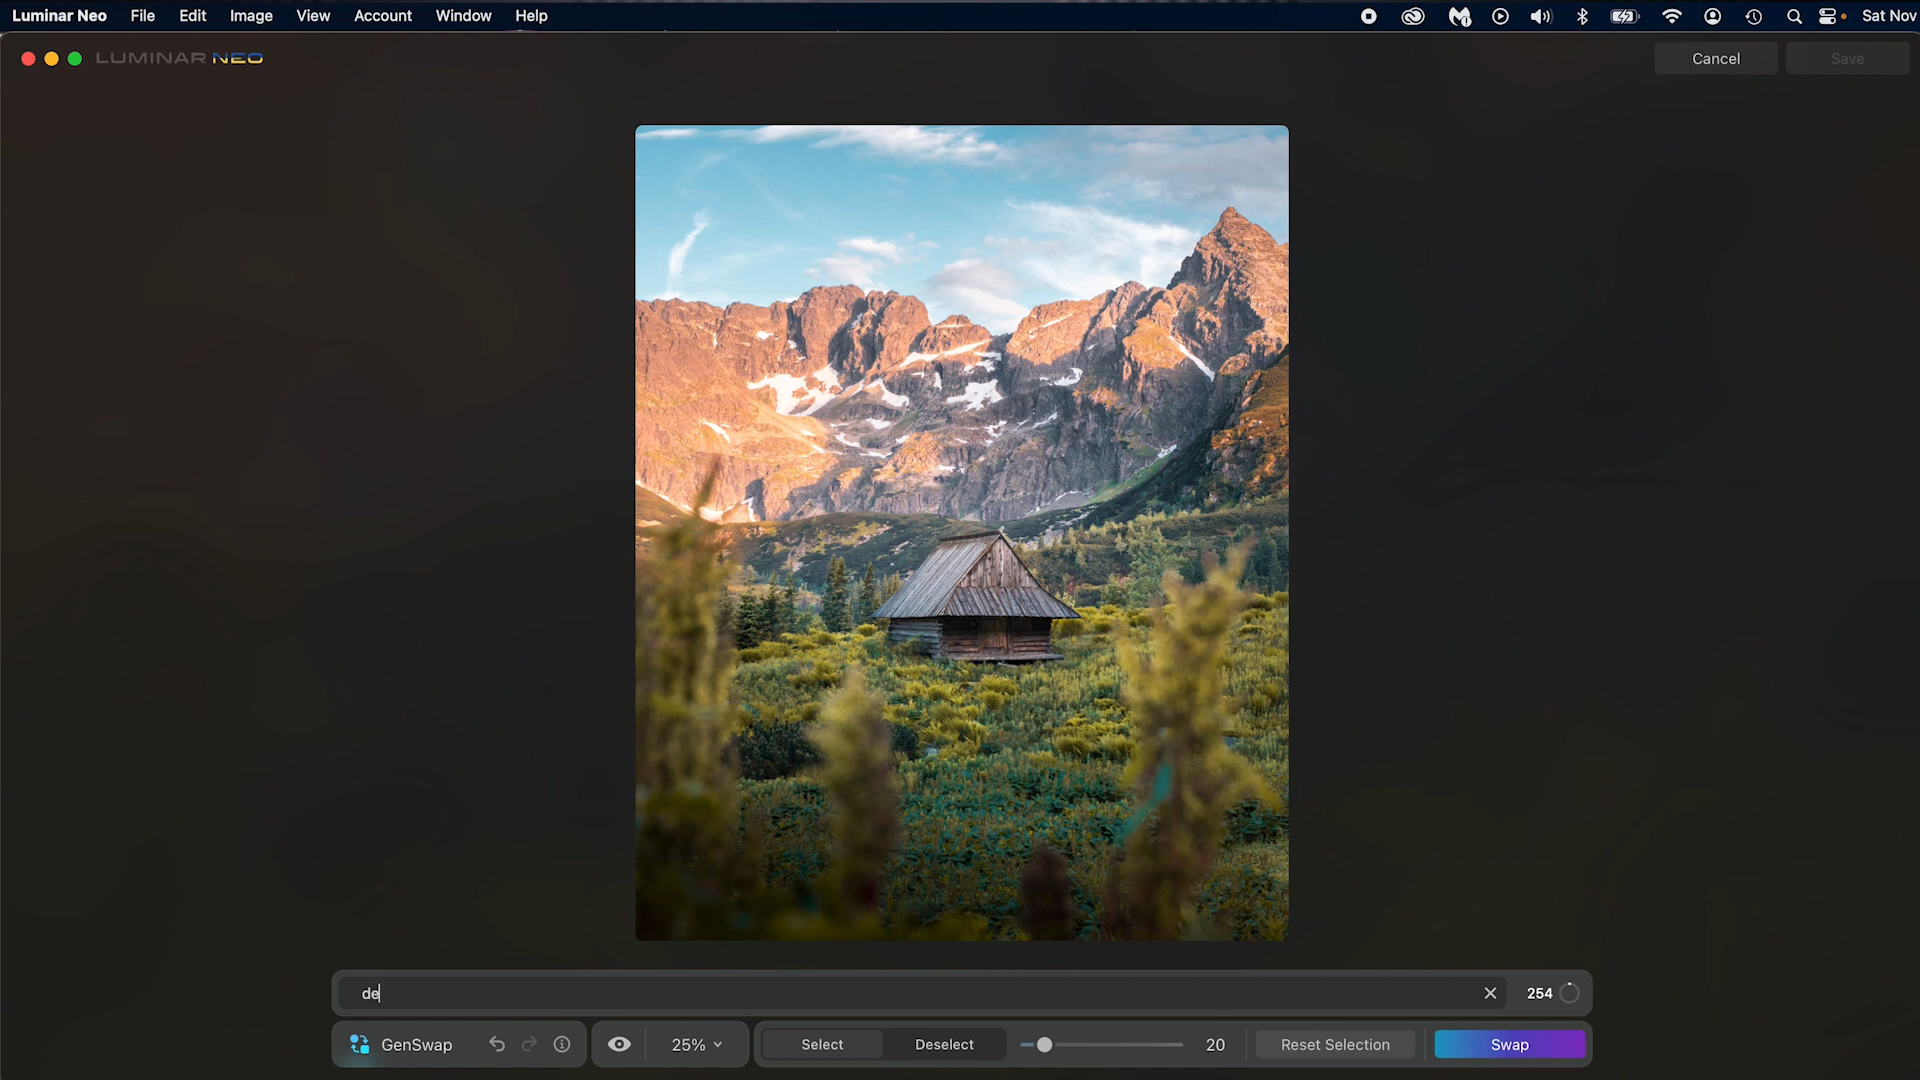 Luminar Neo File Edit Image View Account Window Help Sat Nov
LUMINAR NEO Cancel Save
de 254
GenSwap 25% Select Deselect 20 Reset Selection Swap